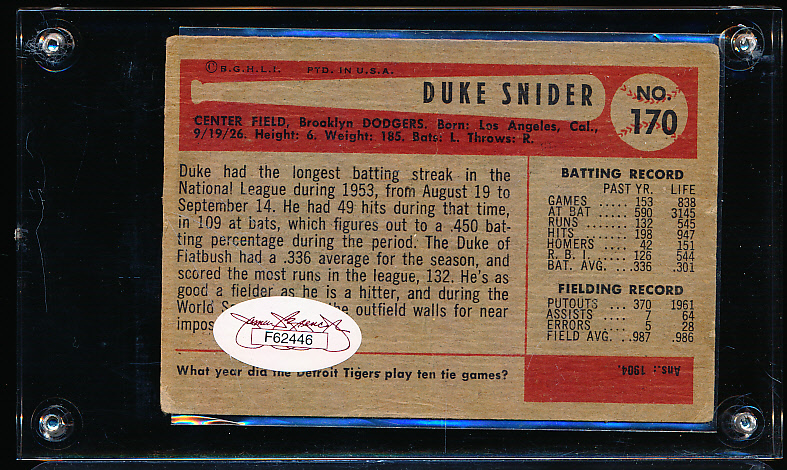 ©B.G.H.L.I. PTD. IN U.S.A.
DUKE SNIDER
NO.
170
CENTER FIELD, Brooklyn DODGERS. Born: Los Angeles, Cal.,
9/19/26. Height: 6. Weight: 185. Bats: L. Throws: R.
Duke had the longest batting streak in the
National League during 1953, from August 19 to
September 14. He had 49 hits during that time,
in 109 at bats, which figures out to a .450 bat-
ting percentage during the period. The Duke of
Flatbush had a .336 average for the season, and
scored the most runs in the league, 132. He's as
good a fielder as he is a hitter, and during the
World outfield walls for near
What year did the Detroit Tigers play ten tie games?
BATTING RECORD
PAST YR. LIFE
GAMES ..... 153 838
AT BAT ..... 590 3145
RUNS ...... 132 545
HITS ....... 198 947
HOMERS .... 42 151
R. B. I. ..... 126 544
BAT. AVG. .. .336 .301
FIELDING RECORD
PUTOUTS ... 370 1961
ASSISTS .... 7 64
ERRORS .... 5 28
FIELD AVG. .. .987 .986
Ans.: 1904.
James Spence
F62446